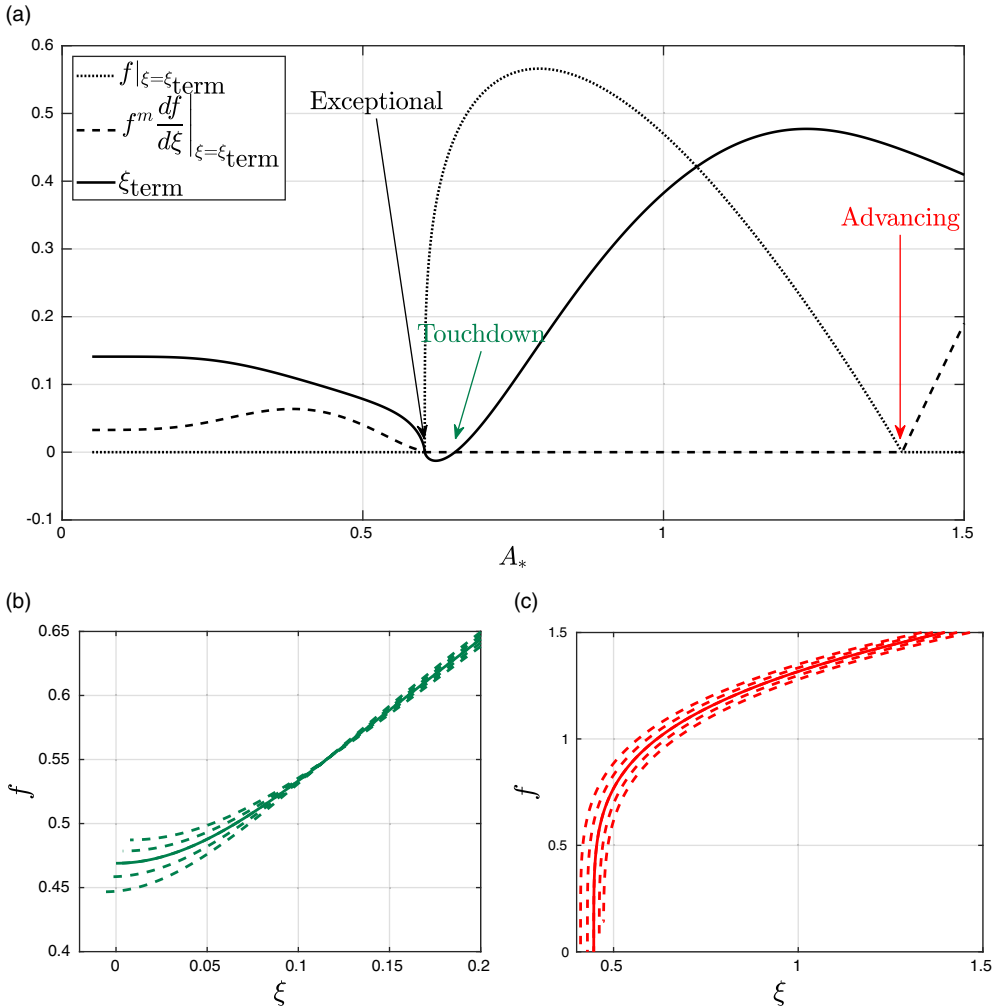 (a)
0.6
0.5
0.4
0.3
0.2
0.1
0
-0.1
f|ξ=ξterm
f^m df/dξ|ξ=ξterm
ξterm
Exceptional
Touchdown
Advancing
0 0.5 1 1.5
A*
(b)
0.65
0.6
0.55
0.5
0.45
0.4
f
0 0.05 0.1 0.15 0.2
ξ
(c)
1.5
1
0.5
0
f
0.5 1 1.5
ξ